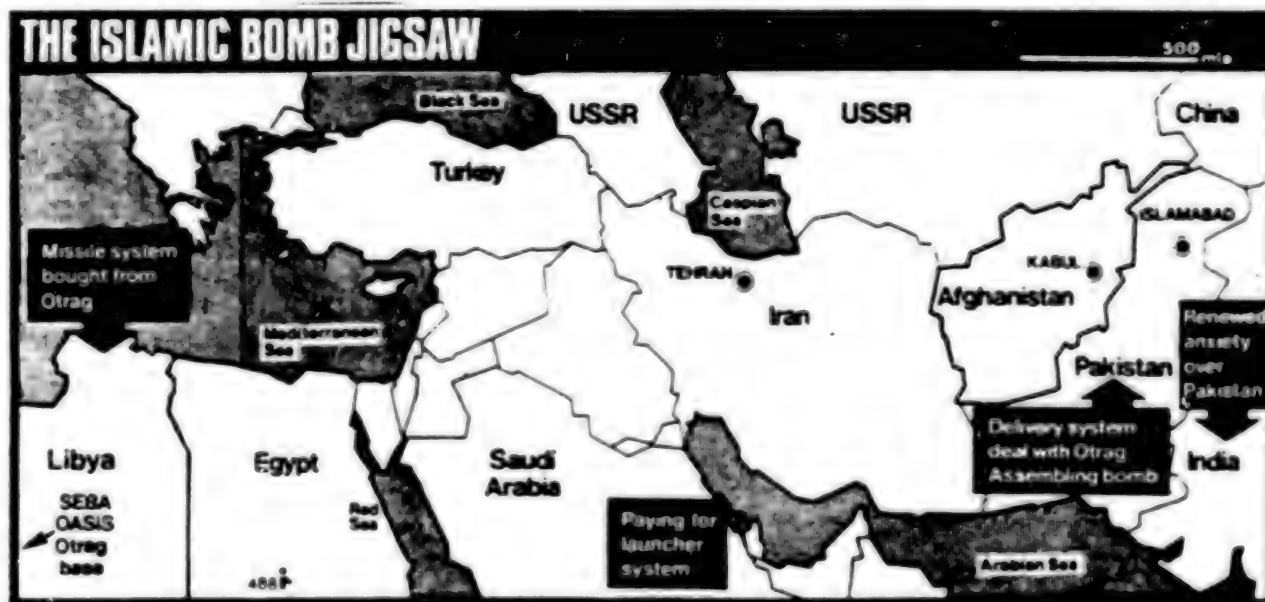 THE ISLAMIC BOMB JIGSAW
500
mls
Black Sea
USSR
USSR
China
Turkey
Caspian
Sea
ISLAMABAD
Missile system
bought from
Otrag
TEHRAN
KABUL
Afghanistan
Iran
Mediterranean
Sea
Renewed
anxiety
over
Pakistan
Pakistan
Delivery system
deal with Otrag
Assembling bomb
Libya
Egypt
Saudi
Arabia
India
SEBA
OASIS
Otrag
base
Red
Sea
Paying for
launcher
system
Arabian Sea